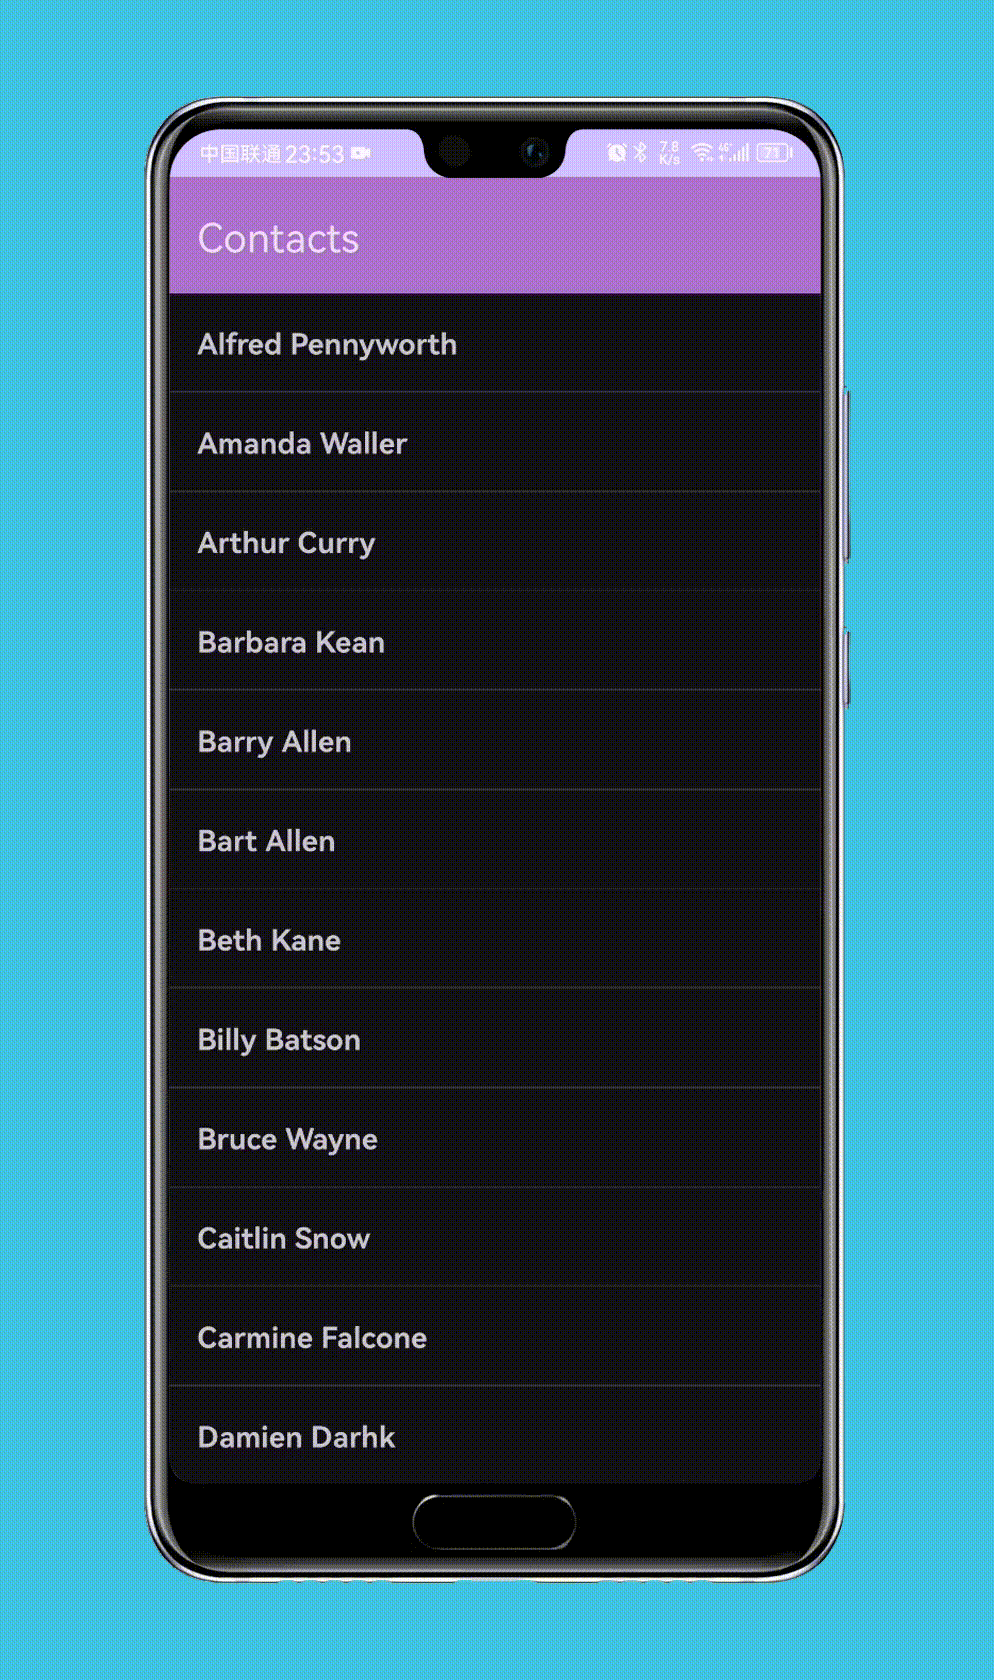 中国联通 23:53 7.8 K/s 4G 71
Contacts
Alfred Pennyworth
Amanda Waller
Arthur Curry
Barbara Kean
Barry Allen
Bart Allen
Beth Kane
Billy Batson
Bruce Wayne
Caitlin Snow
Carmine Falcone
Damien Darhk